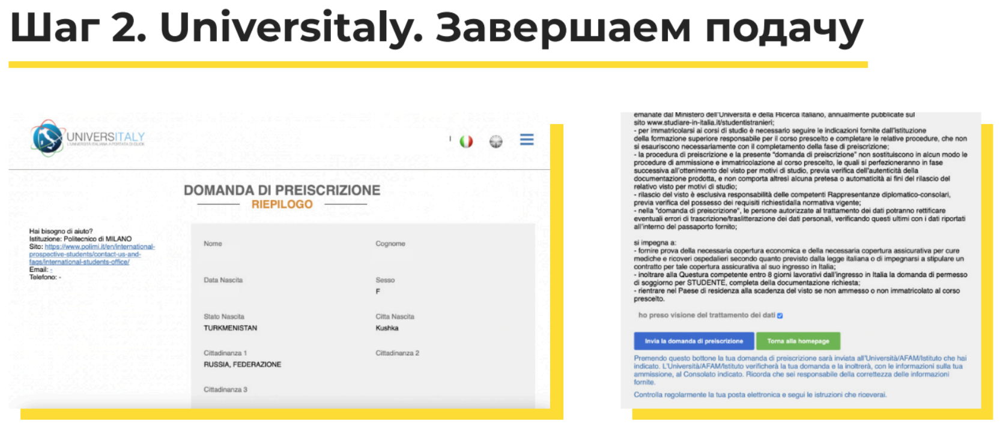 Шаг 2. Universitaly. Завершаем подачу
UNIVERSITALY
L'UNIVERSITÀ ITALIANA A PORTATA DI CLICK
DOMANDA DI PREISCRIZIONE
RIEPILOGO
Hai bisogno di aiuto?
Istituzione: Politecnico di MILANO
Sito: https://www.polimi.it/en/international-
prospective-students/contact-us-and-
faqs/international-students-office/
Email: -
Telefono: -
Nome
Cognome
Data Nascita
Sesso
F
Stato Nascita
Citta Nascita
TURKMENISTAN
Kushka
Cittadinanza 1
Cittadinanza 2
RUSSIA, FEDERAZIONE
Cittadinanza 3
emanate dal Ministero dell'Università e della Ricerca italiano, annualmente pubblicate sul
sito www.studiare-in-italia.it/studentistranieri;
- per immatricolarsi ai corsi di studio è necessario seguire le indicazioni fornite dall'istituzione
della formazione superiore responsabile per il corso prescelto e completare le relative procedure, che non
si esauriscono necessariamente con il completamento della fase di preiscrizione;
- la procedura di preiscrizione e la presente "domanda di preiscrizione" non sostituiscono in alcun modo le
procedure di ammissione e immatricolazione al corso prescelto, le quali si perfezioneranno in fase
successiva all'ottenimento del visto per motivi di studio, previa verifica dell'autenticità della
documentazione prodotta, e non comporta altresì alcuna pretesa o automaticità ai fini del rilascio del
relativo visto per motivi di studio;
- rilascio del visto è esclusiva responsabilità delle competenti Rappresentanze diplomatico-consolari,
previa verifica del possesso dei requisiti richiestidalla normativa vigente;
- nella "domanda di preiscrizione", le persone autorizzate al trattamento dei dati potranno rettificare
eventuali errori di trascrizione/traslitterazione dei dati personali, verificando questi ultimi con i dati riportati
all'interno del passaporto fornito;
si impegna a:
- fornire prova della necessaria copertura economica e della necessaria copertura assicurativa per cure
mediche e ricoveri ospedalieri secondo quanto previsto dalla legge italiana o di impegnarsi a stipulare un
contratto per tale copertura assicurativa al suo ingresso in Italia;
- inoltrare alla Questura competente entro 8 giorni lavorativi dall'ingresso in Italia la domanda di permesso
di soggiorno per STUDENTE, completa della documentazione richiesta;
- rientrare nel Paese di residenza alla scadenza del visto se non ammesso o non immatricolato al corso
prescelto.
ho preso visione del trattamento dei dati
Invia la domanda di preiscrizione
Torna alla homepage
Premendo questo bottone la tua domanda di preiscrizione sarà inviata all'Università/AFAM/Istituto che hai
indicato. L'Università/AFAM/Istituto verificherà la tua domanda e la inoltrerà, con le informazioni sulla tua
ammissione, al Consolato indicato. Ricorda che sei responsabile della correttezza delle informazioni
fornite.
Controlla regolarmente la tua posta elettronica e segui le istruzioni che riceverai.